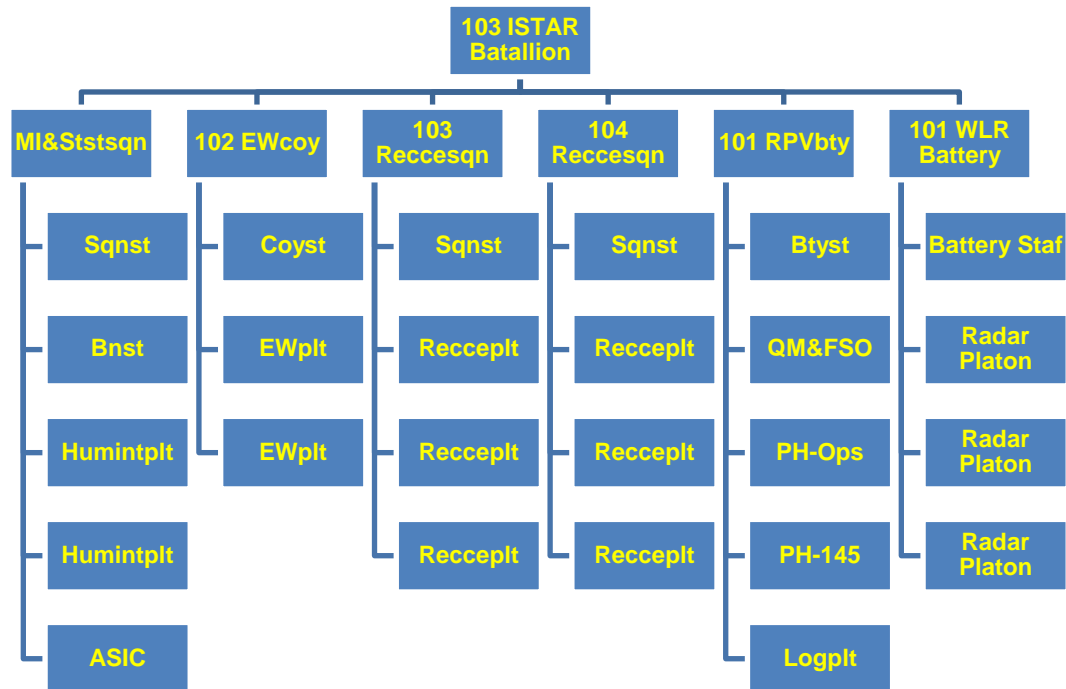 103 ISTAR
Batallion
MI&Ststsqn
102 EWcoy
103
Reccesqn
104
Reccesqn
101 RPVbty
101 WLR
Battery
Sqnst
Coyst
Sqnst
Sqnst
Btyst
Battery Staf
Bnst
EWplt
Recceplt
Recceplt
QM&FSO
Radar
Platon
Humintplt
EWplt
Recceplt
Recceplt
PH-Ops
Radar
Platon
Humintplt
Recceplt
Recceplt
PH-145
Radar
Platon
ASIC
Logplt